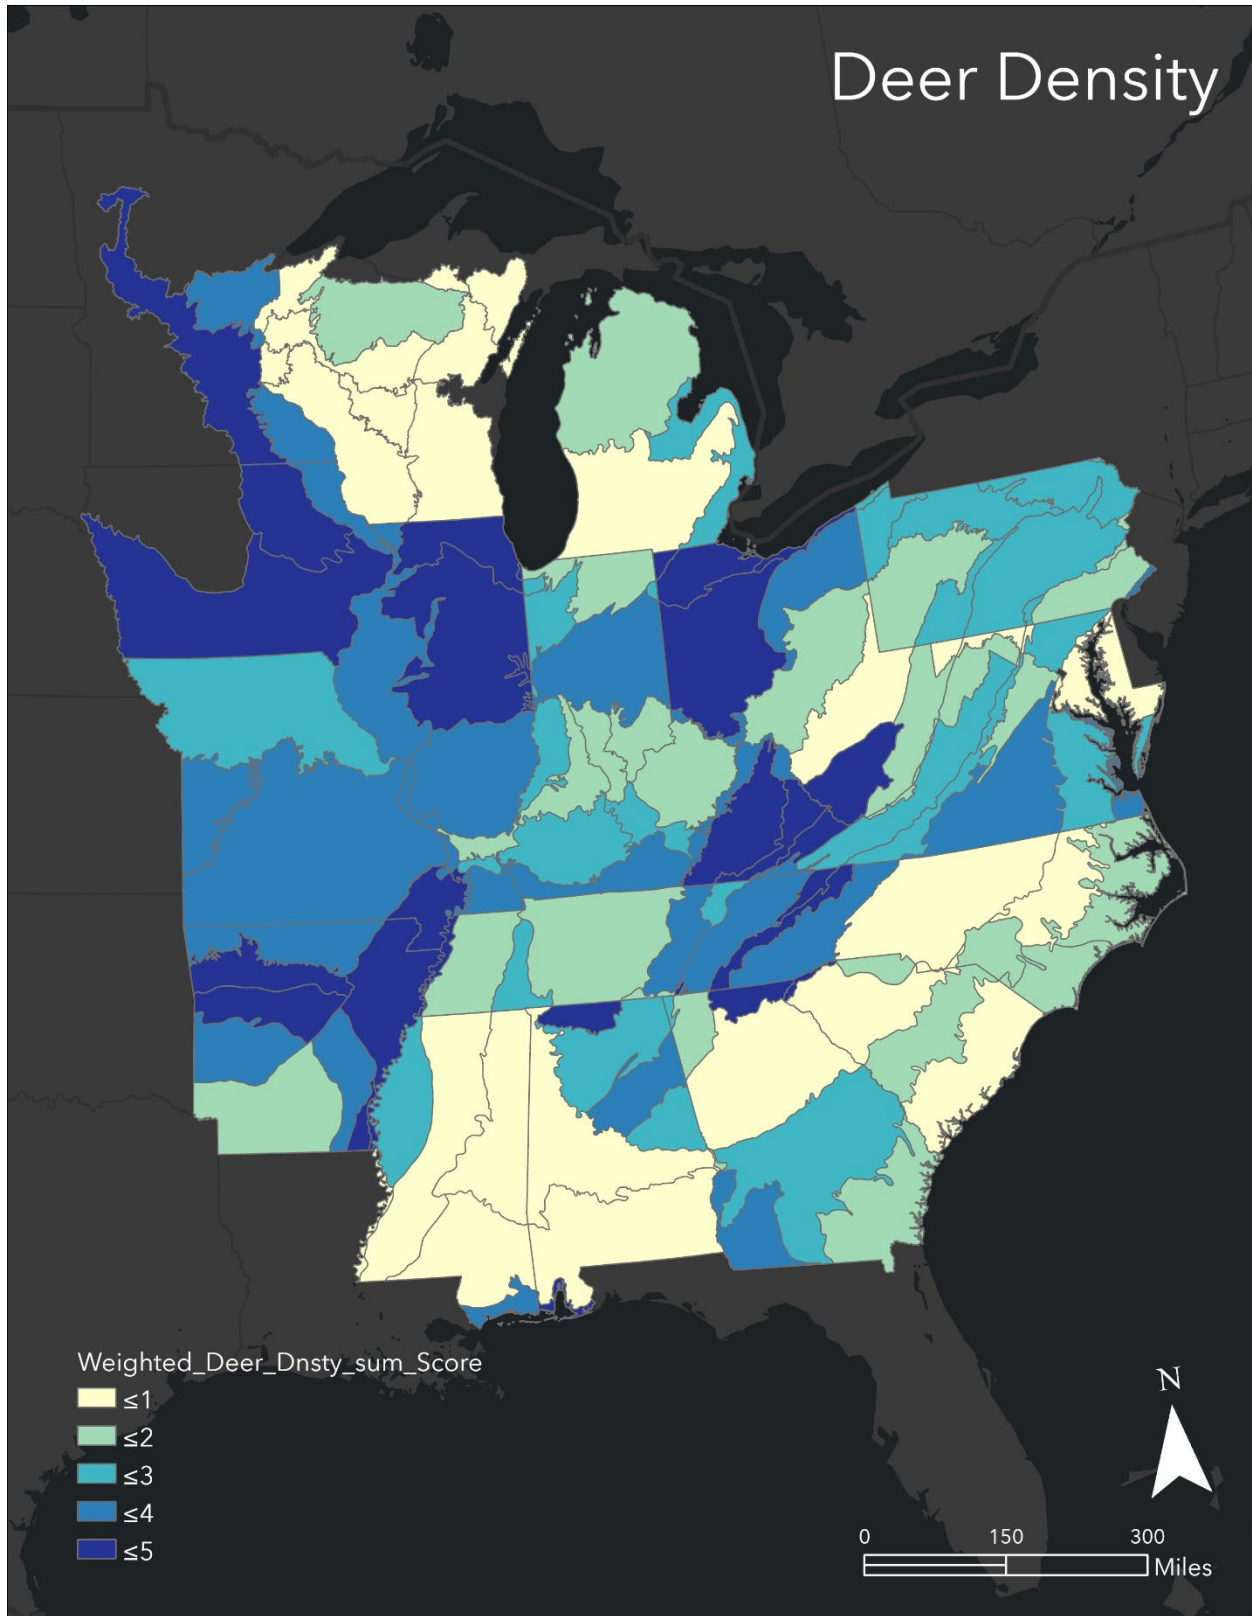 Deer Density
Weighted_Deer_Dnsty_sum_Score
≤1
≤2
≤3
≤4
≤5
N
0 150 300
Miles